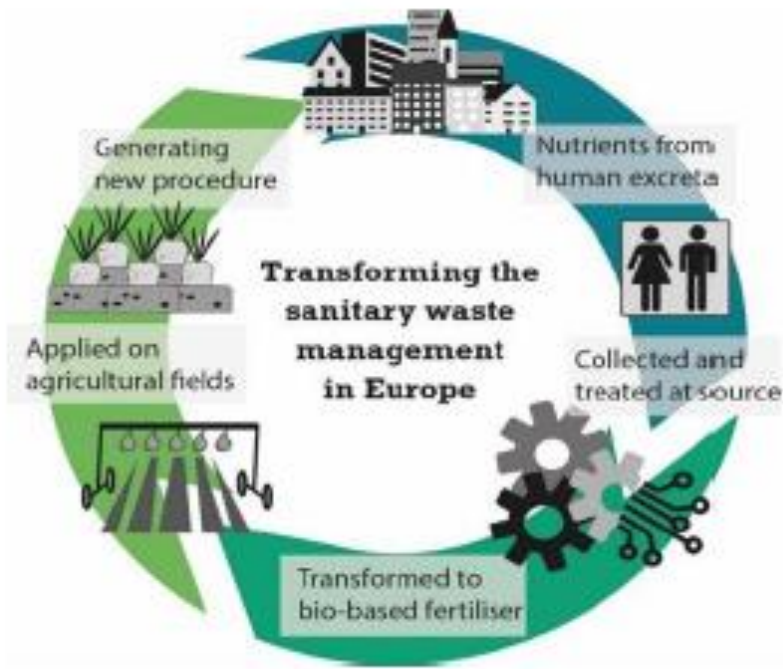 Generating
new procedure
Nutrients from
human excreta
Transforming the
sanitary waste
management
in Europe
Applied on
agricultural fields
Collected and
treated at source
Transformed to
bio-based fertiliser